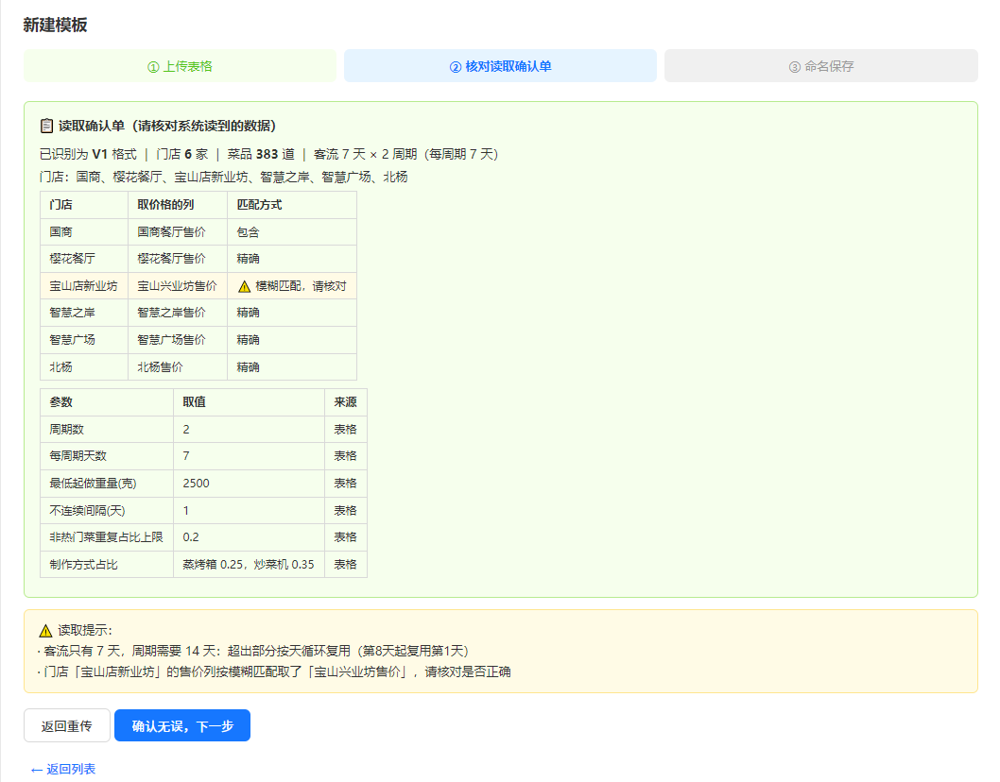 新建模板
① 上传表格
② 核对读取确认单
③ 命名保存
📋 读取确认单（请核对系统读到的数据）
已识别为 V1 格式 | 门店 6 家 | 菜品 383 道 | 客流 7 天 × 2 周期（每周期 7 天）
门店：国商、樱花餐厅、宝山店新业坊、智慧之岸、智慧广场、北杨
门店 取价格的列 匹配方式
国商 国商餐厅售价 包含
樱花餐厅 樱花餐厅售价 精确
宝山店新业坊 宝山兴业坊售价 ⚠ 模糊匹配，请核对
智慧之岸 智慧之岸售价 精确
智慧广场 智慧广场售价 精确
北杨 北杨售价 精确
参数 取值 来源
周期数 2 表格
每周期天数 7 表格
最低起做重量(克) 2500 表格
不连续间隔(天) 1 表格
非热门菜重复占比上限 0.2 表格
制作方式占比 蒸烤箱 0.25，炒菜机 0.35 表格
⚠ 读取提示：
· 客流只有 7 天，周期需要 14 天：超出部分按天循环复用（第8天起复用第1天）
· 门店「宝山店新业坊」的售价列按模糊匹配取了「宝山兴业坊售价」，请核对是否正确
返回重传
确认无误，下一步
← 返回列表